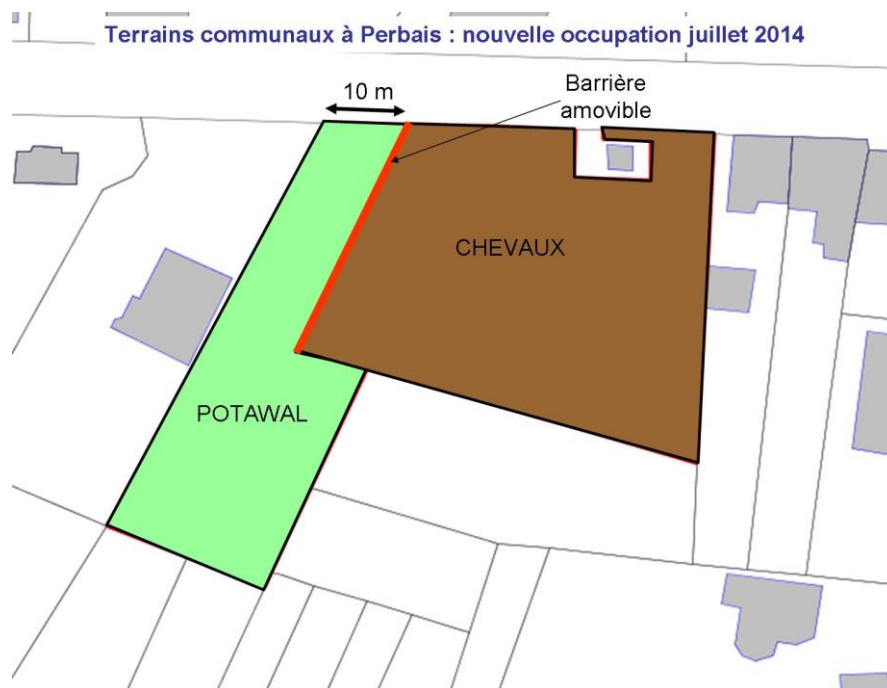 Terrains communaux à Perbais : nouvelle occupation juillet 2014
10 m
Barrière
amovible
CHEVAUX
POTAWAL